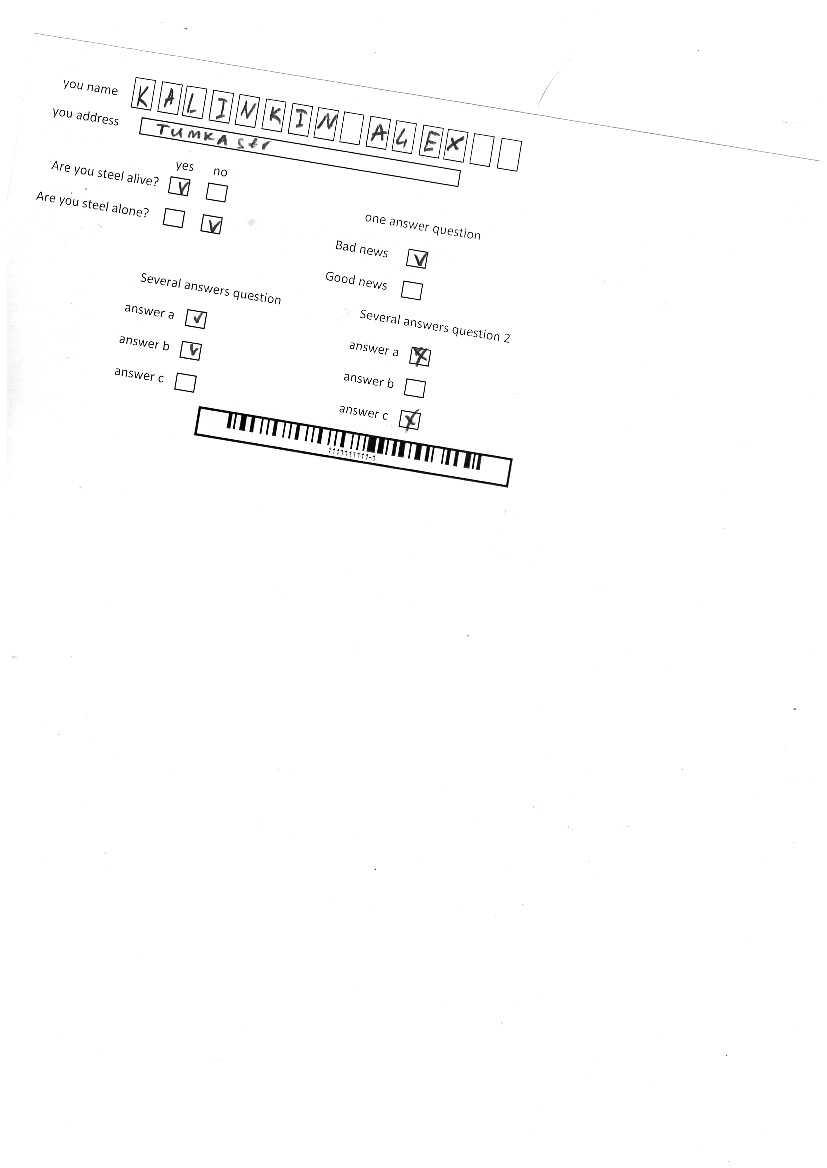 you name KALINKIN ALEX
you address TUMKA str
yes no
Are you steel alive?
Are you steel alone?
one answer question
Bad news
Good news
Several answers question
answer a
answer b
answer c
Several answers question 2
answer a
answer b
answer c
1111111111-1